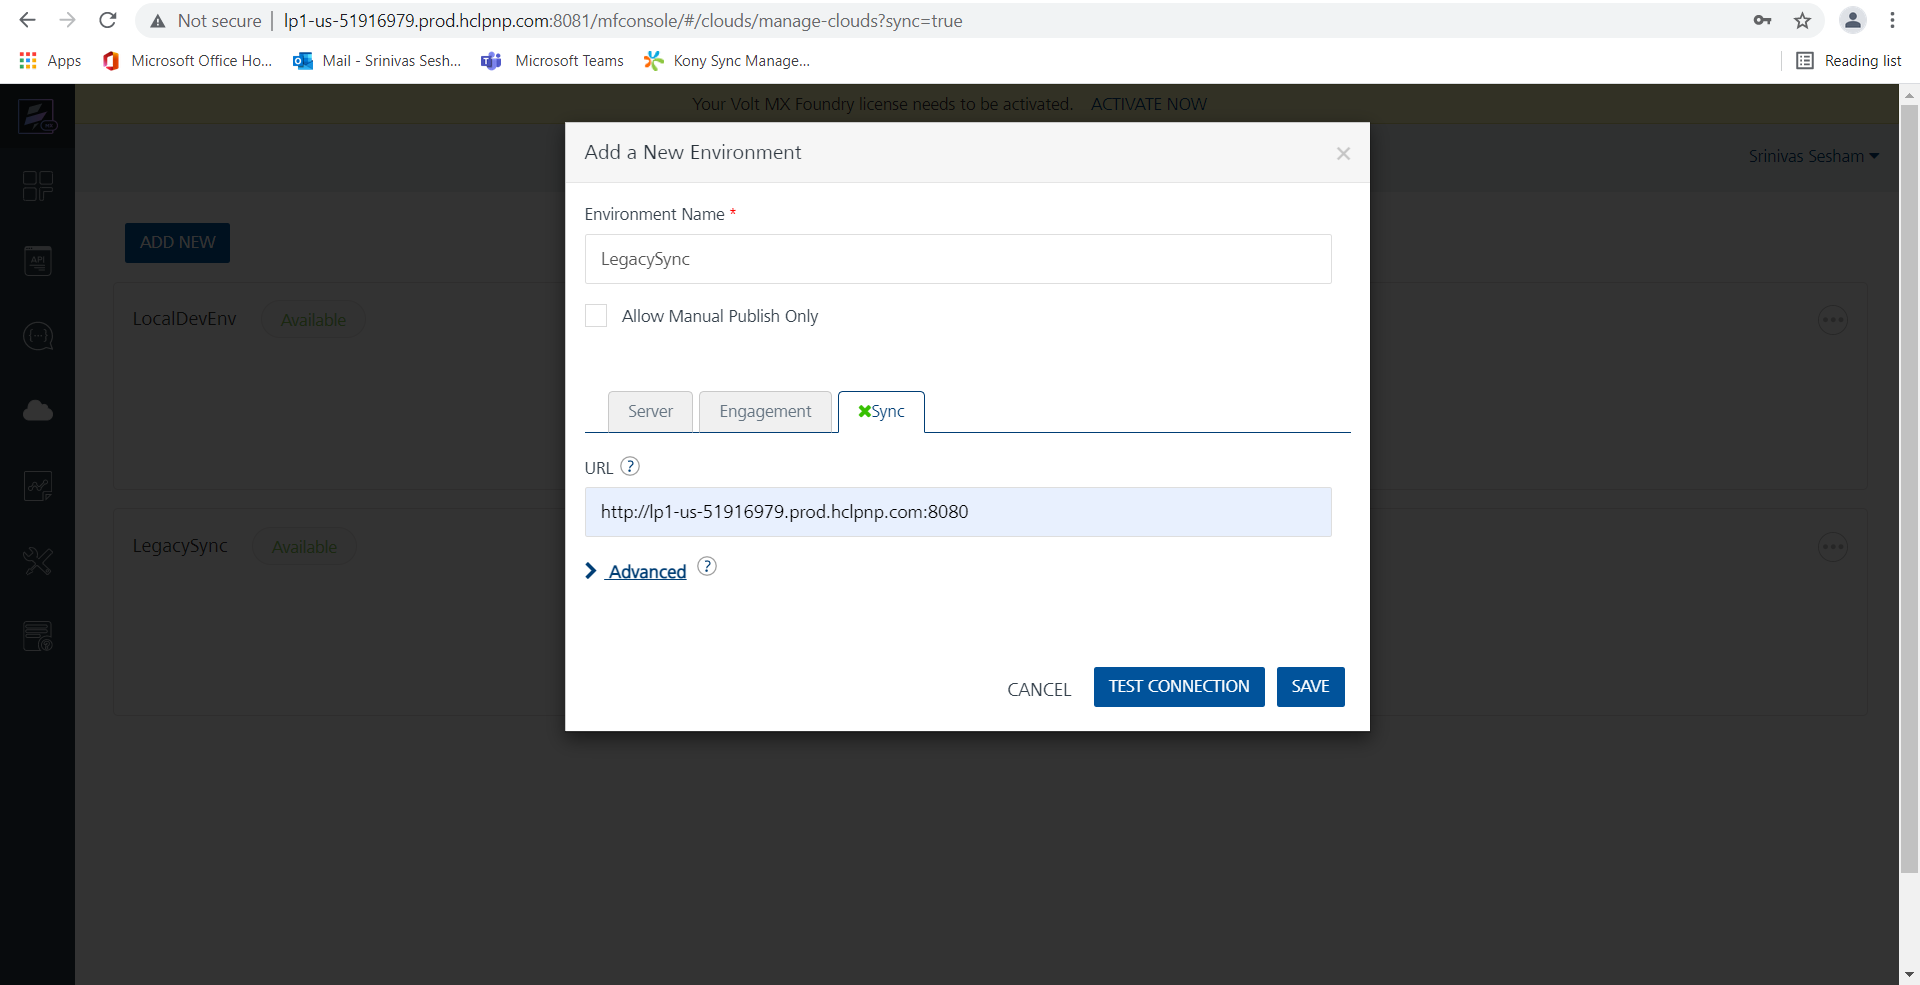 Not secure lp1-us-51916979.prod.hclpnp.com:8081/mfconsole/#/clouds/manage-clouds?sync=true
Apps Microsoft Office Ho... Mail - Srinivas Sesh... Microsoft Teams Kony Sync Manage... Reading list
Your Volt MX Foundry license needs to be activated. ACTIVATE NOW
Add a New Environment
Srinivas Sesham
Environment Name *
ADD NEW
LegacySync
API
Allow Manual Publish Only
LocalDevEnv Available
Server Engagement Sync
URL ?
http://lp1-us-51916979.prod.hclpnp.com:8080
LegacySync Available
Advanced ?
CANCEL TEST CONNECTION SAVE